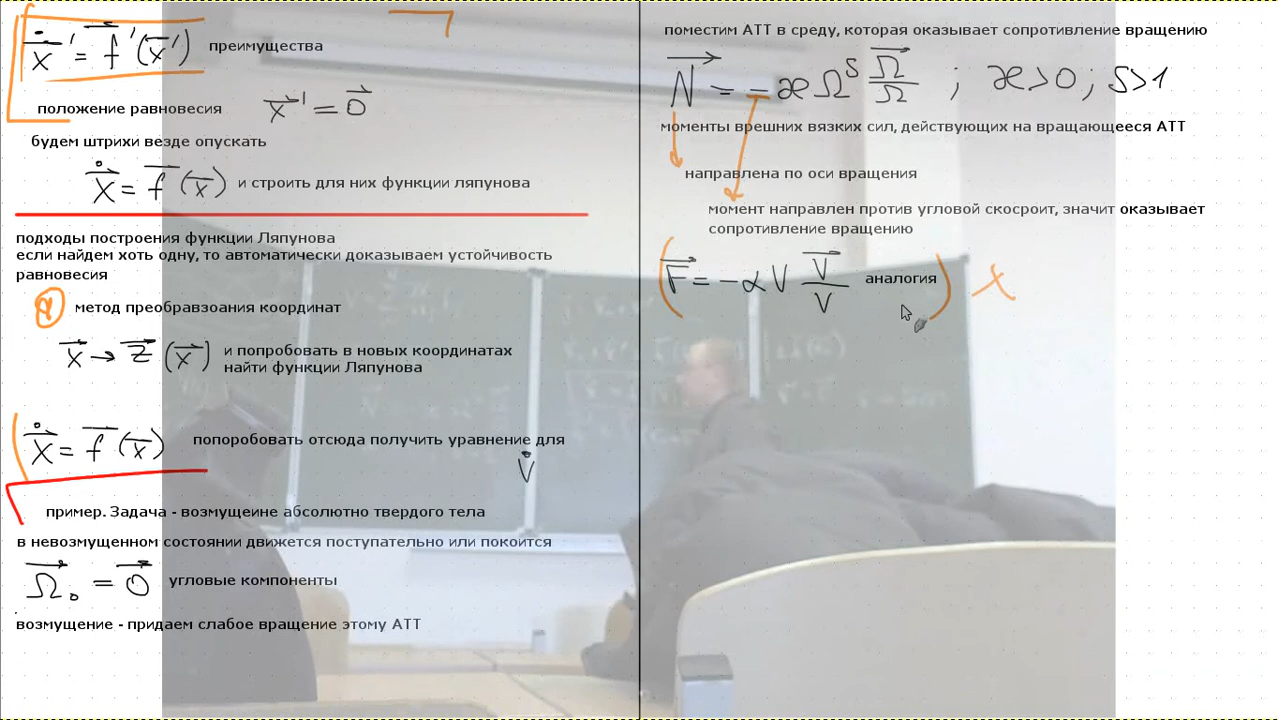 ẋ⃗' = f⃗'(x⃗') преимущества
положение равновесия x⃗' = 0⃗
будем штрихи везде опускать
ẋ⃗ = f⃗(x⃗) и строить для них функции ляпунова
подходы построения функции Ляпунова
если найдем хоть одну, то автоматически доказываем устойчивость
равновесия
метод преобразвоания координат
x⃗ → z⃗ (x⃗) и попробовать в новых координатах
найти функции Ляпунова
ẋ⃗ = f⃗(x⃗) попоробовать отсюда получить уравнение для
V̇
пример. Задача - возмущеине абсолютно твердого тела
в невозмущенном состоянии движется поступательно или покоится
Ω⃗₀ = 0⃗ угловые компоненты
возмущение - придаем слабое вращение этому АТТ
поместим АТТ в среду, которая оказывает сопротивление вращению
N⃗ = -æΩˢ Ω⃗/Ω ; æ>0 ; s>1
моменты врешних вязких сил, действующих на вращающееся АТТ
направлена по оси вращения
момент направлен против угловой скосроит, значит оказывает
сопротивление вращению
(F⃗ = -αV V⃗/V аналогия)